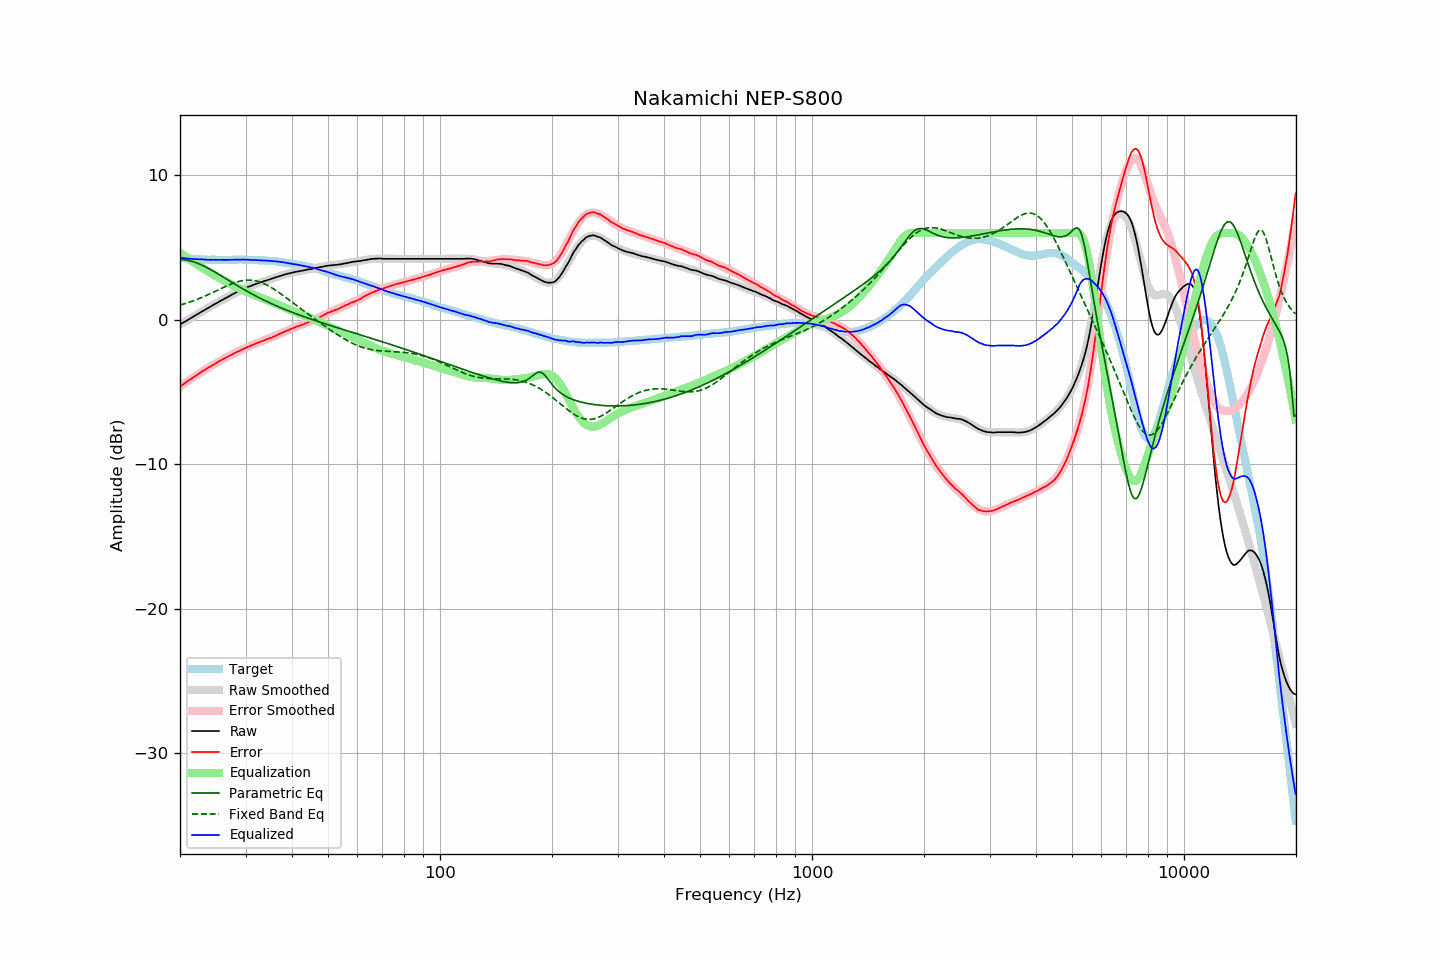 Nakamichi NEP-S800
10
0
−10
−20
−30
Amplitude (dBr)
Target
Raw Smoothed
Error Smoothed
Raw
Error
Equalization
Parametric Eq
Fixed Band Eq
Equalized
100
1000
10000
Frequency (Hz)